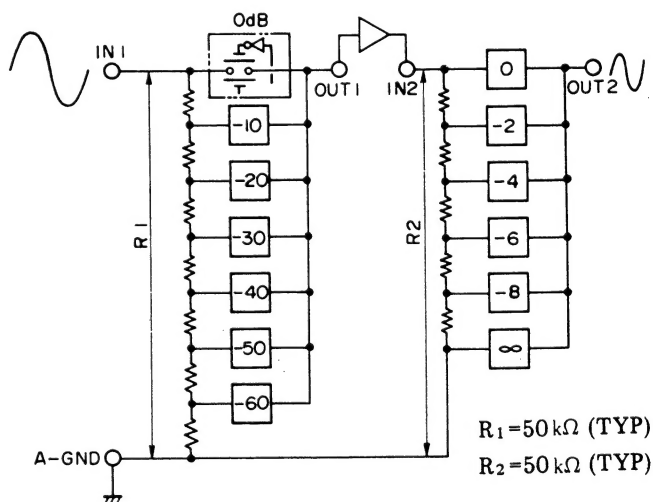 0dB
IN1
OUT1
IN2
OUT2
0
-10
-2
-20
-4
R1
R2
-30
-6
-40
-8
-50
∞
-60
A-GND
R1=50kΩ (TYP)
R2=50kΩ (TYP)